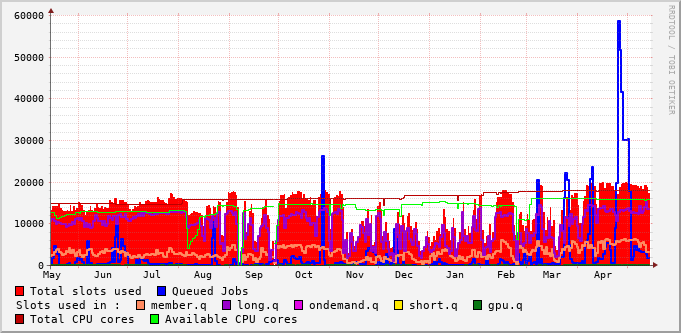 60000
50000
40000
30000
20000
10000
0
May Jun Jul Aug Sep Oct Nov Dec Jan Feb Mar Apr
RRDTOOL / TOBI OETIKER
Total slots used Queued Jobs
Slots used in : member.q long.q ondemand.q short.q gpu.q
Total CPU cores Available CPU cores